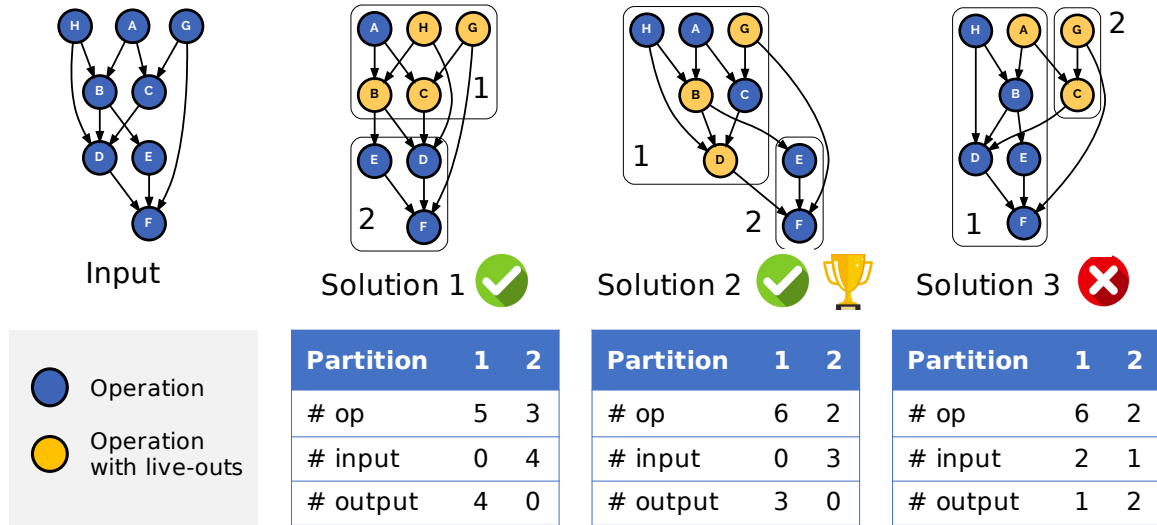 H A G
B C
D E
F
Input
A H G
B C
1
E D
2
F
Solution 1
H A G
B C
1
D
E
2
F
Solution 2
H A G 2
B C
D E
1
F
Solution 3
Operation
Operation
with live-outs
Partition 1 2
# op 5 3
# input 0 4
# output 4 0
Partition 1 2
# op 6 2
# input 0 3
# output 3 0
Partition 1 2
# op 6 2
# input 2 1
# output 1 2